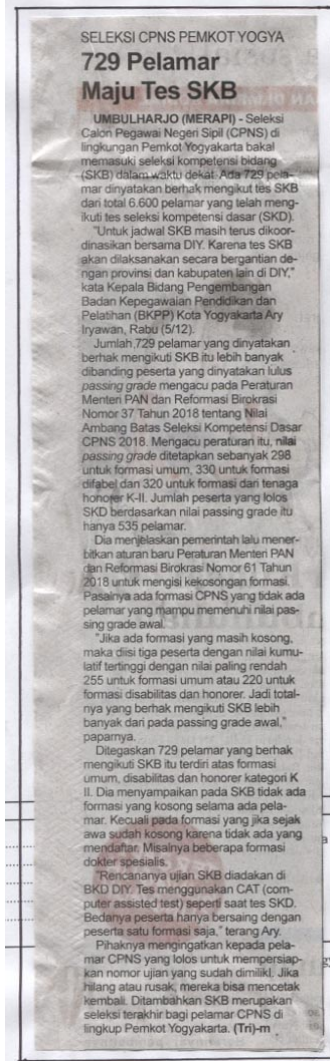 SELEKSI CPNS PEMKOT YOGYA
729 Pelamar
Maju Tes SKB
UMBULHARJO (MERAPI) - Seleksi
Calon Pegawai Negeri Sipil (CPNS) di
lingkungan Pemkot Yogyakarta bakal
memasuki seleksi kompetensi bidang
(SKB) dalam waktu dekat. Ada 729 pela-
mar dinyatakan berhak mengikut tes SKB
dari total 6.600 pelamar yang telah meng-
ikuti tes seleksi kompetensi dasar (SKD).
"Untuk jadwal SKB masih terus dikoor-
dinasikan bersama DIY. Karena tes SKB
akan dilaksanakan secara bergantian de-
ngan provinsi dan kabupaten lain di DIY,"
kata Kepala Bidang Pengembangan
Badan Kepegawaian Pendidikan dan
Pelatihan (BKPP) Kota Yogyakarta Ary
Iryawan, Rabu (5/12).
Jumlah 729 pelamar yang dinyatakan
berhak mengikuti SKB itu lebih banyak
dibanding peserta yang dinyatakan lulus
passing grade mengacu pada Peraturan
Menteri PAN dan Reformasi Birokrasi
Nomor 37 Tahun 2018 tentang Nilai
Ambang Batas Seleksi Kompetensi Dasar
CPNS 2018. Mengacu peraturan itu, nilai
passing grade ditetapkan sebanyak 298
untuk formasi umum, 330 untuk formasi
difabel dan 320 untuk formasi dari tenaga
honorer K-II. Jumlah peserta yang lolos
SKD berdasarkan nilai passing grade itu
hanya 535 pelamar.
Dia menjelaskan pemerintah lalu mener-
bitkan aturan baru Peraturan Menteri PAN
dan Reformasi Birokrasi Nomor 61 Tahun
2018 untuk mengisi kekosongan formasi.
Pasalnya ada formasi CPNS yang tidak ada
pelamar yang mampu memenuhi nilai pas-
sing grade awal.
"Jika ada formasi yang masih kosong,
maka diisi tiga peserta dengan nilai kumu-
latif tertinggi dengan nilai paling rendah
255 untuk formasi umum atau 220 untuk
formasi disabilitas dan honorer. Jadi total-
nya yang berhak mengikuti SKB lebih
banyak dari pada passing grade awal,"
paparnya.
Ditegaskan 729 pelamar yang berhak
mengikuti SKB itu terdiri atas formasi
umum, disabilitas dan honorer kategori K
II. Dia menyampaikan pada SKB tidak ada
formasi yang kosong selama ada pela-
mar. Kecuali pada formasi yang jika sejak
awa sudah kosong karena tidak ada yang
mendaftar. Misalnya beberapa formasi
dokter spesialis.
"Rencananya ujian SKB diadakan di
BKD DIY. Tes menggunakan CAT (com-
puter assisted test) seperti saat tes SKD.
Bedanya peserta hanya bersaing dengan
peserta satu formasi saja," terang Ary.
Pihaknya mengingatkan kepada pela-
mar CPNS yang lolos untuk mempersiap-
kan nomor ujian yang sudah dimiliki. Jika
hilang atau rusak, mereka bisa mencetak
kembali. Ditambahkan SKB merupakan
seleksi terakhir bagi pelamar CPNS di
lingkup Pemkot Yogyakarta. (Tri)-m